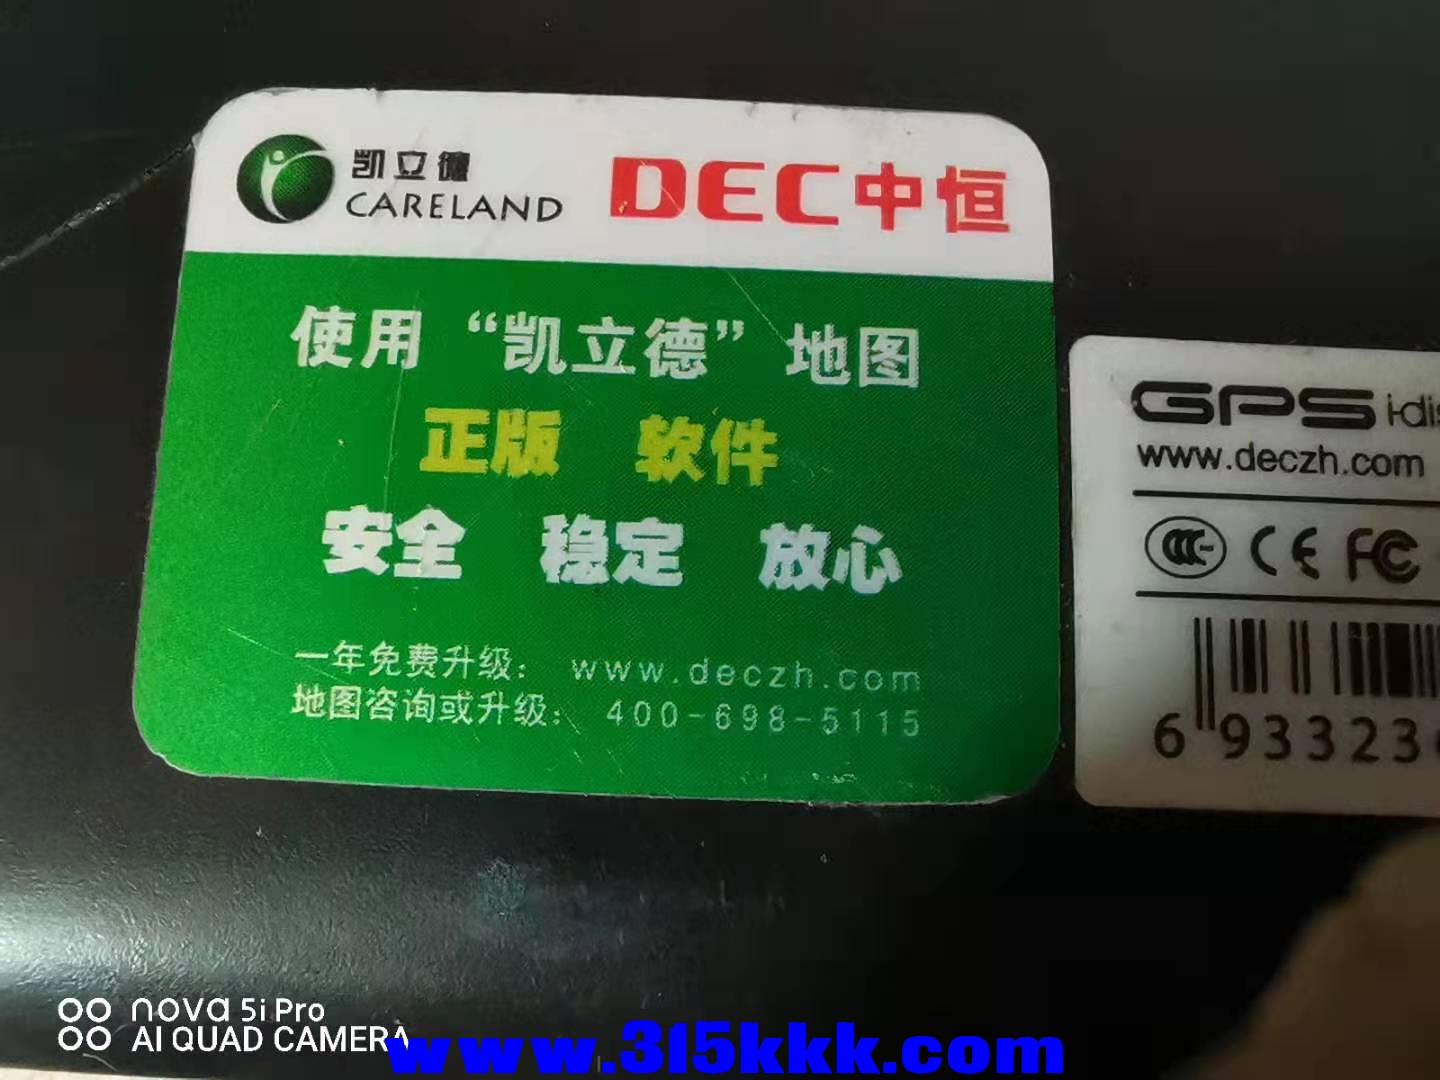 凯立德
CARELAND
DEC中恒
使用“凯立德”地图
正版 软件
安全 稳定 放心
一年免费升级: www.deczh.com
地图咨询或升级: 400-698-5115
GPS
www.deczh.com
CCC CE FC
6 93323
nova 5i Pro
AI QUAD CAMERA
www.315kkk.com